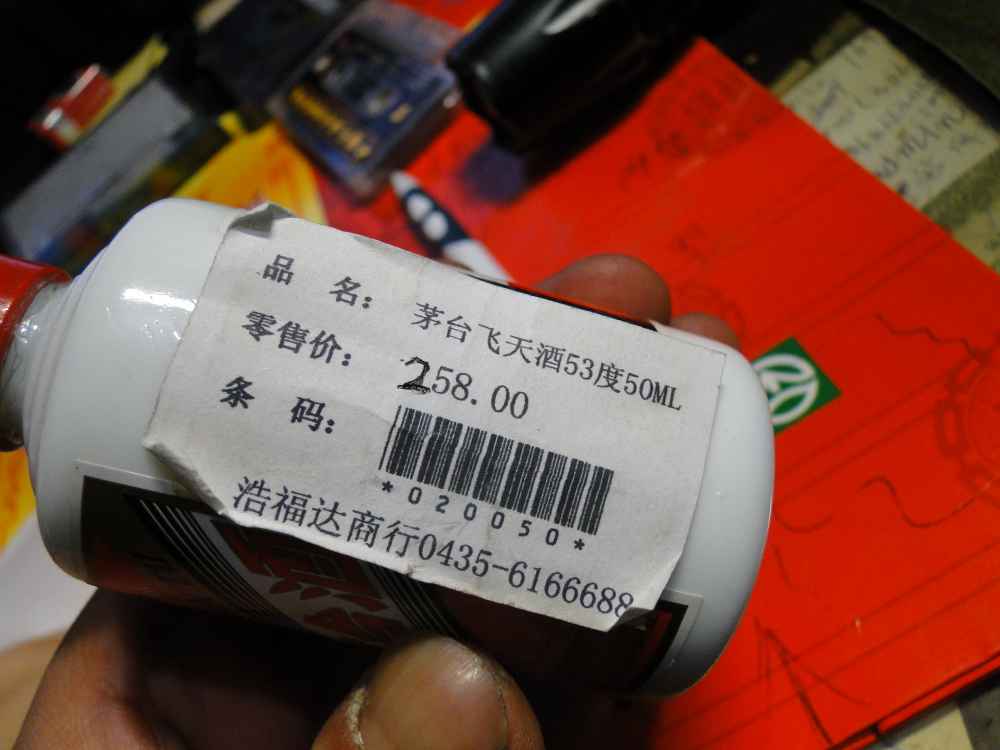 品 名： 茅台飞天酒53度50ML
零售价： 258.00
条 码：
*020050*
浩福达商行0435-6166688